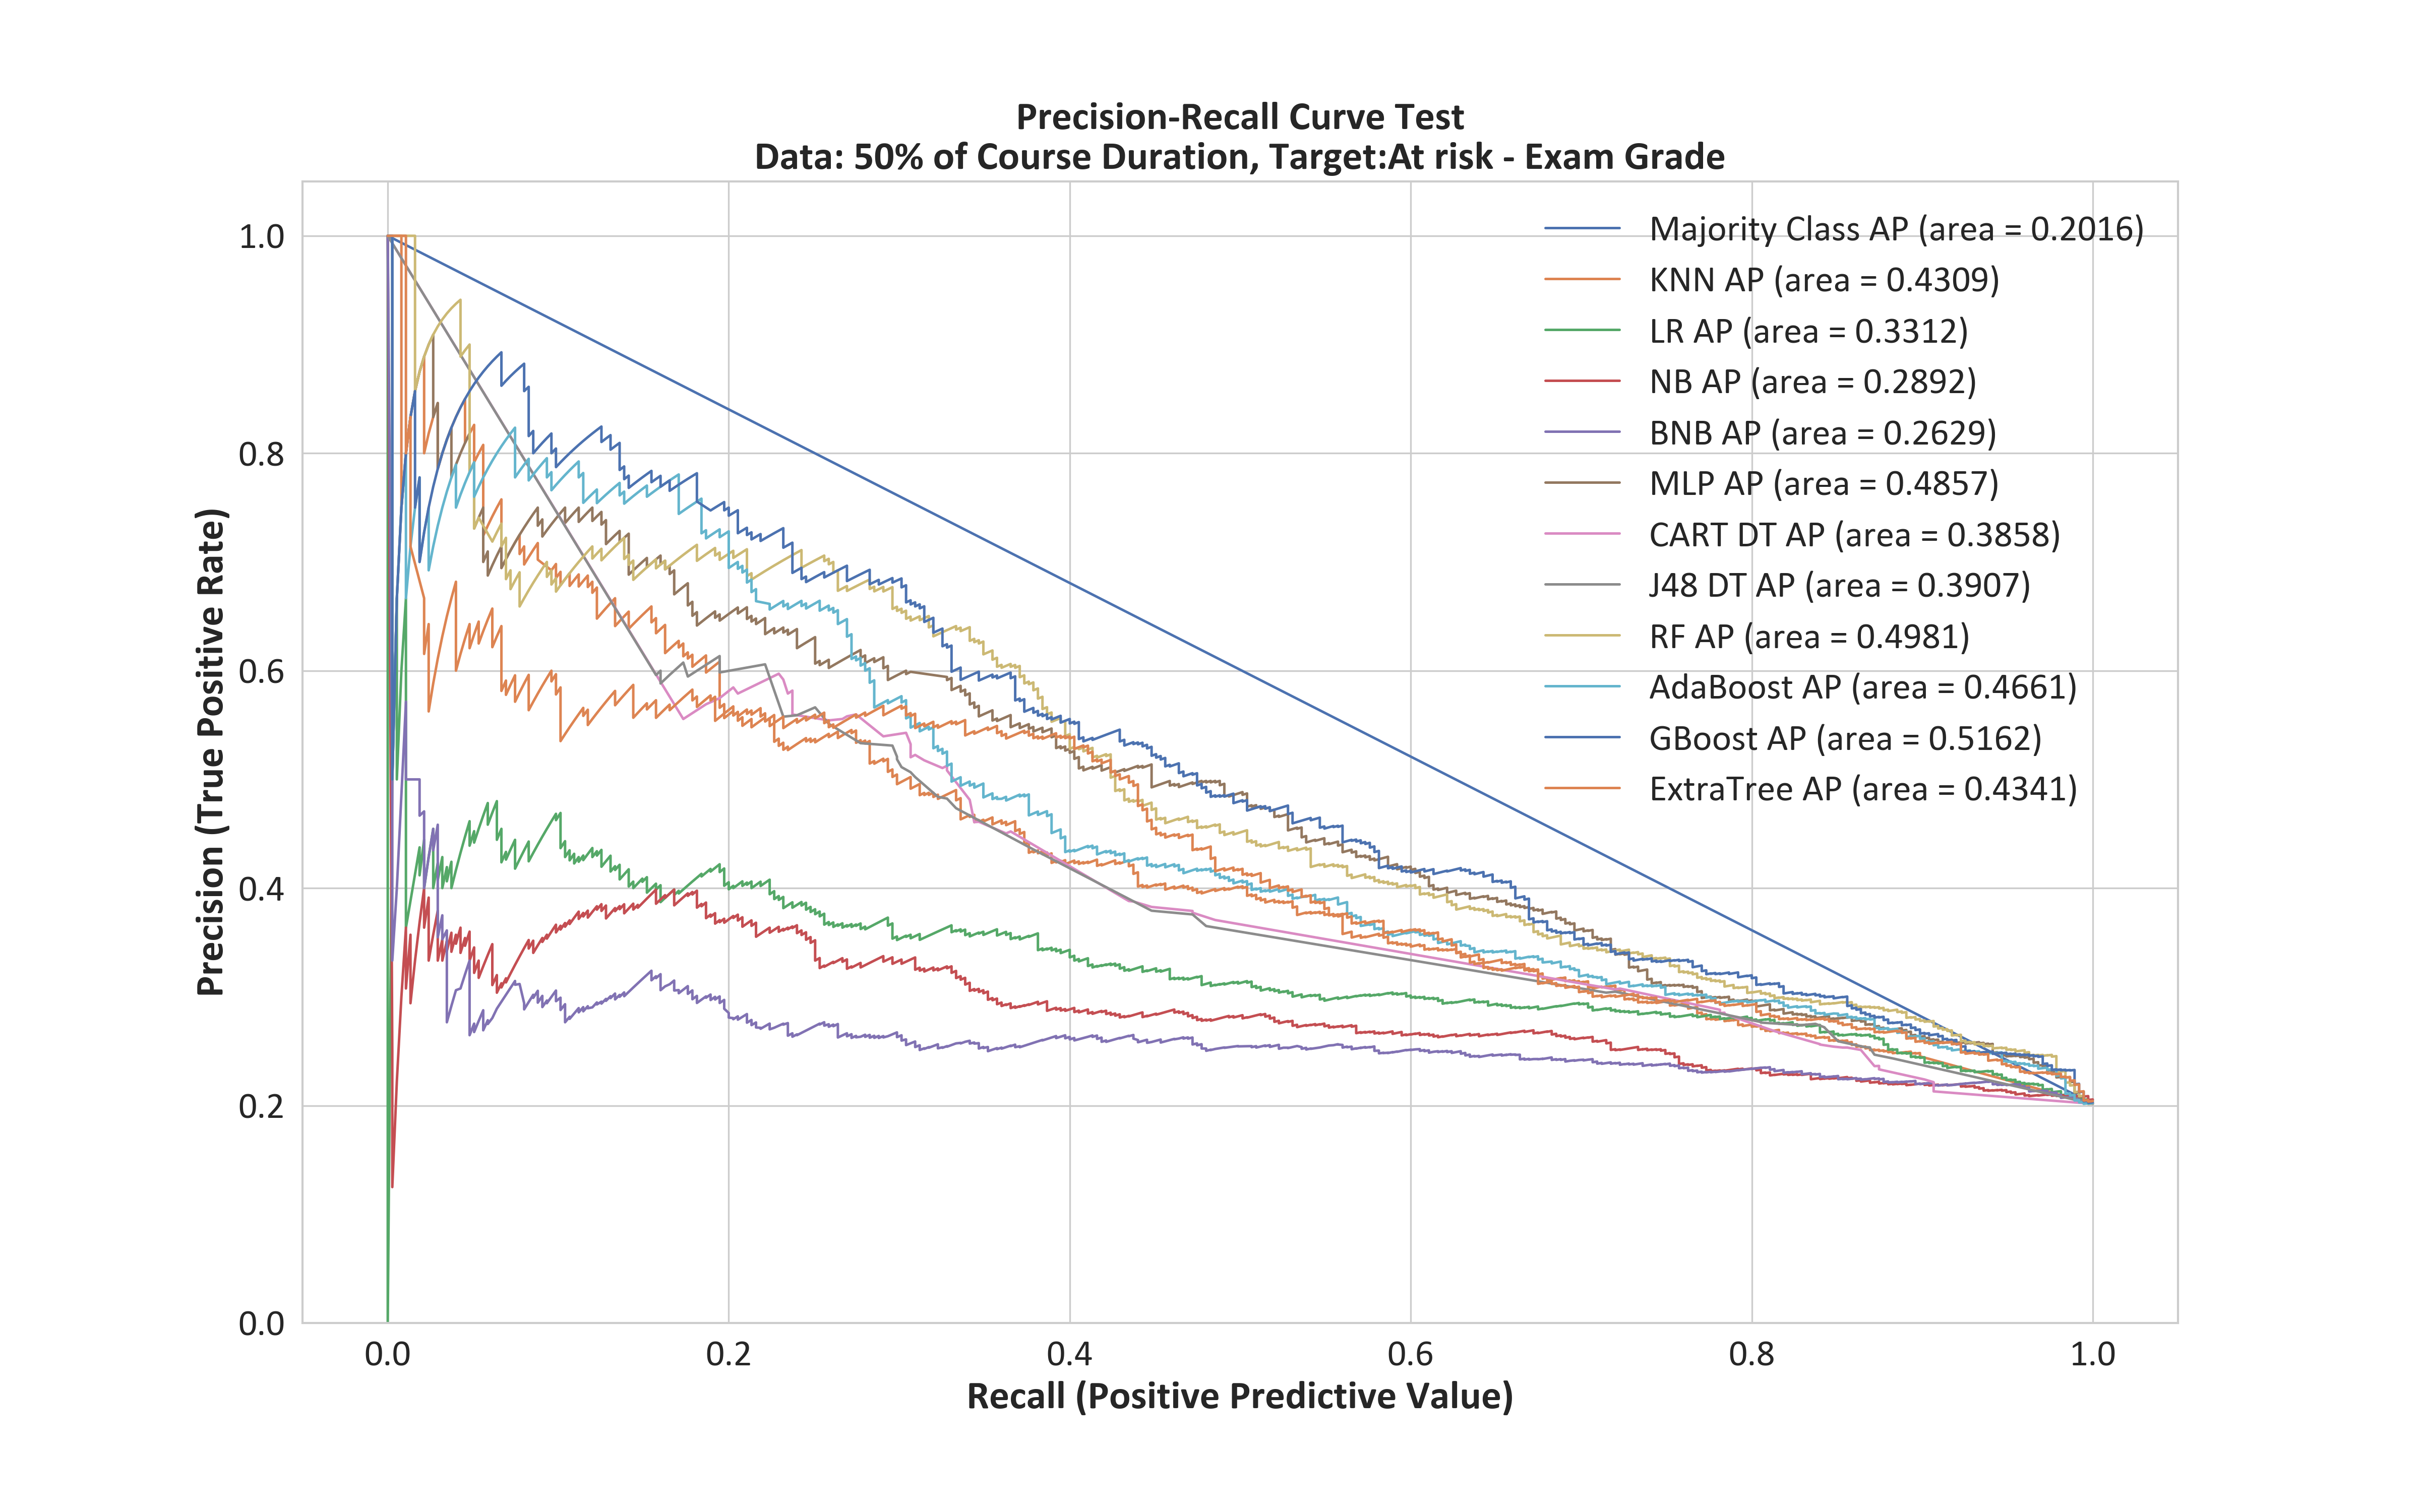 Precision-Recall Curve Test
Data: 50% of Course Duration, Target:At risk - Exam Grade
Majority Class AP (area = 0.2016)
KNN AP (area = 0.4309)
LR AP (area = 0.3312)
NB AP (area = 0.2892)
BNB AP (area = 0.2629)
MLP AP (area = 0.4857)
CART DT AP (area = 0.3858)
J48 DT AP (area = 0.3907)
RF AP (area = 0.4981)
AdaBoost AP (area = 0.4661)
GBoost AP (area = 0.5162)
ExtraTree AP (area = 0.4341)
Precision (True Positive Rate)
1.0
0.8
0.6
0.4
0.2
0.0
0.0 0.2 0.4 0.6 0.8 1.0
Recall (Positive Predictive Value)